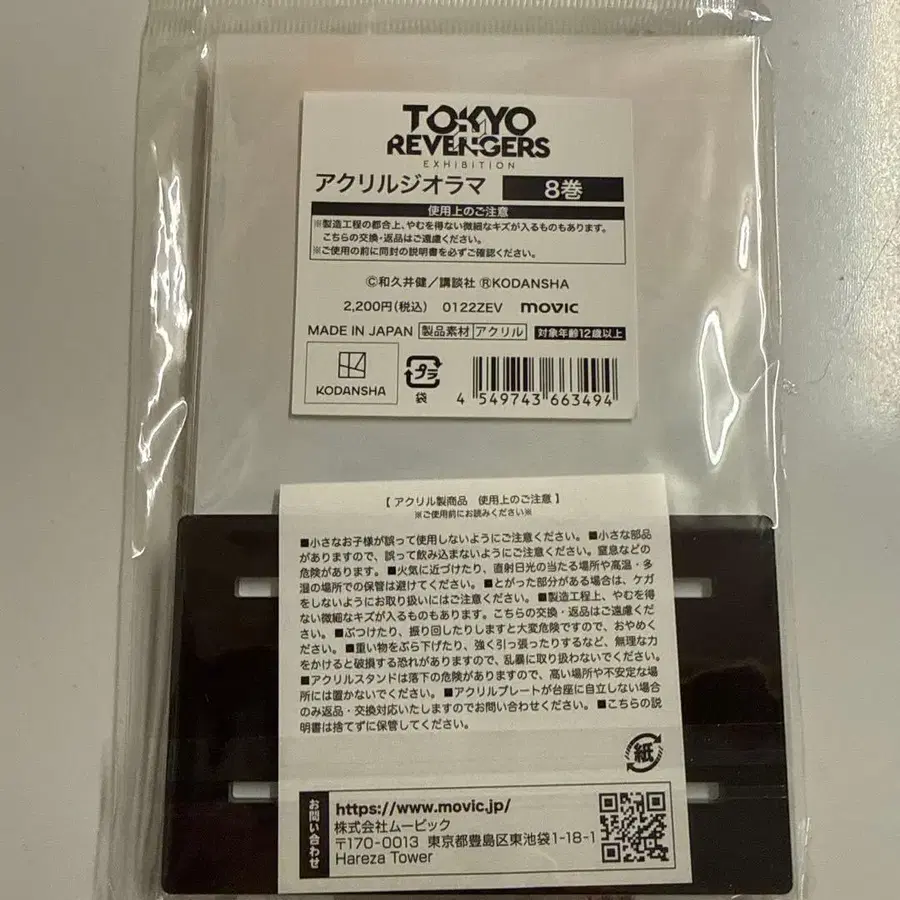 TOKYO
REVENGERS
EXHIBITION
アクリルジオラマ 8巻
使用上のご注意
※製造工程の都合上、やむを得ない微細なキズが入るものもあります。
こちらの交換・返品はご遠慮ください。
※ご使用の前に同封の説明書を必ずご確認ください。
©和久井健/講談社 ®KODANSHA
2,200円(税込) 0122ZEV movic
MADE IN JAPAN 製品素材 アクリル 対象年齢12歳以上
KODANSHA
プラ
袋
4 549743 663494
【 アクリル製商品 使用上のご注意 】
※ご使用前にお読みください※
■小さなお子様が誤って使用しないようにご注意ください。■小さな部品
がありますので、誤って飲み込まないようにご注意ください。窒息などの
危険があります。■火気に近づけたり、直射日光の当たる場所や高温・多
湿の場所での保管は避けてください。■とがった部分がある場合は、ケガ
をしないようにお取り扱いにはご注意ください。■製造工程上、やむを得
ない微細なキズが入るものもあります。こちらの交換・返品はご遠慮くだ
さい。■ぶつけたり、振り回したりしますと大変危険ですので、おやめく
ださい。■重い物をぶら下げたり、強く引っ張ったりするなど、無理な力
をかけると破損する恐れがありますので、乱暴に取り扱わないでください。
■アクリルスタンドは落下の危険がありますので、高い場所や不安定な場
所には置かないでください。■アクリルプレートが台座に自立しない場合
のみ返品・交換対応いたしますのでお問い合わせください。■こちらの説
明書は捨てずに保管してください。
紙
お問い合わせ
https://www.movic.jp/
株式会社ムービック
〒170-0013 東京都豊島区東池袋1-18-1
Hareza Tower